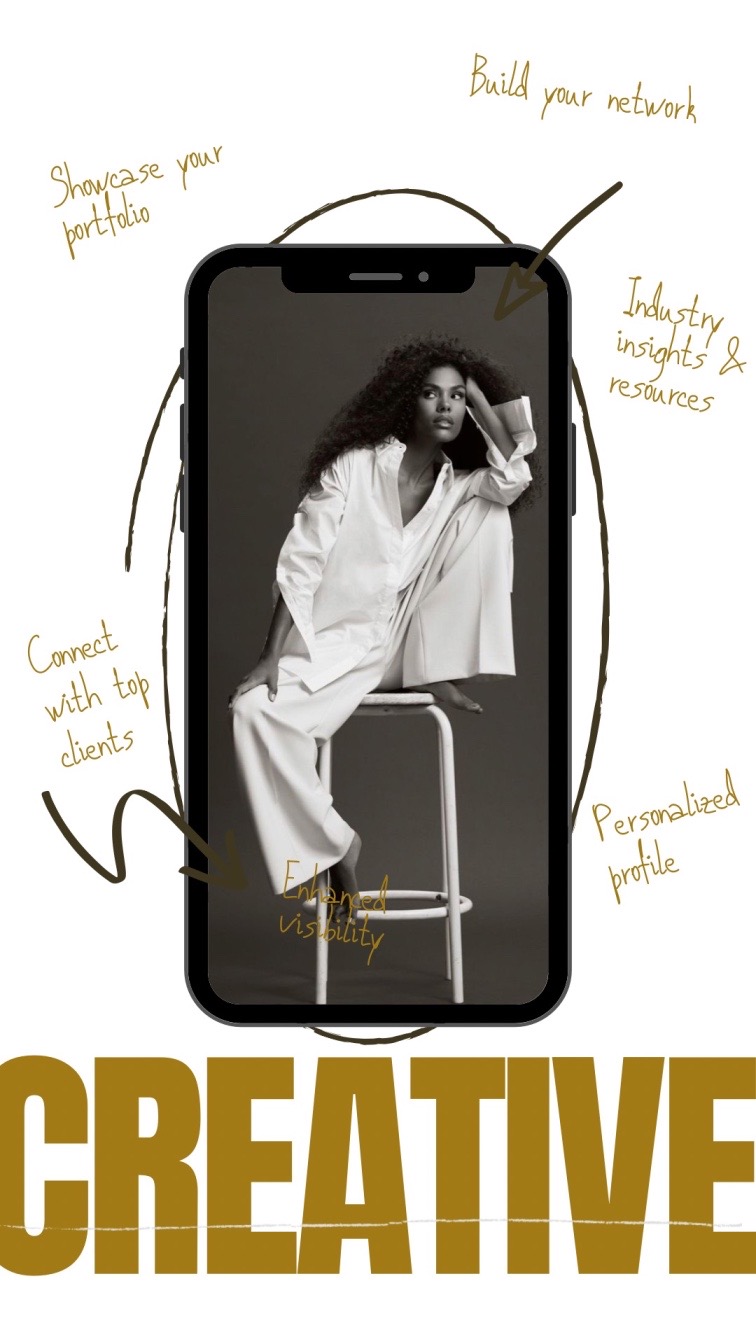 Build your network
Showcase your
portfolio
Industry
insights &
resources
Connect
with top
clients
Personalized
profile
Enhanced
visibility
CREATIVE